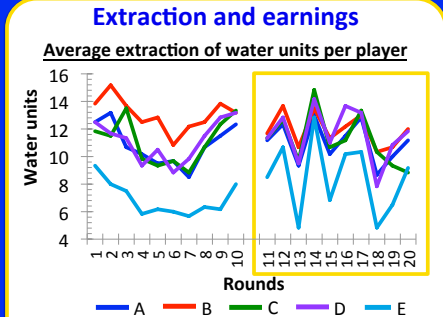 Extraction and earnings
Average extraction of water units per player
Water units
16
14
12
10
8
6
4
1 2 3 4 5 6 7 8 9 10 11 12 13 14 15 16 17 18 19 20
Rounds
A B C D E